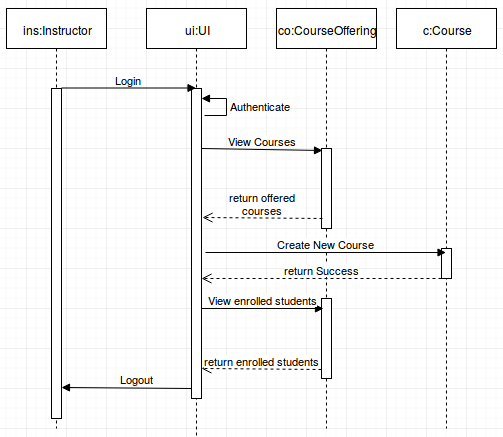 ins:Instructor
ui:UI
co:CourseOffering
c:Course
Login
Authenticate
View Courses
return offered
courses
Create New Course
return Success
View enrolled students
return enrolled students
Logout